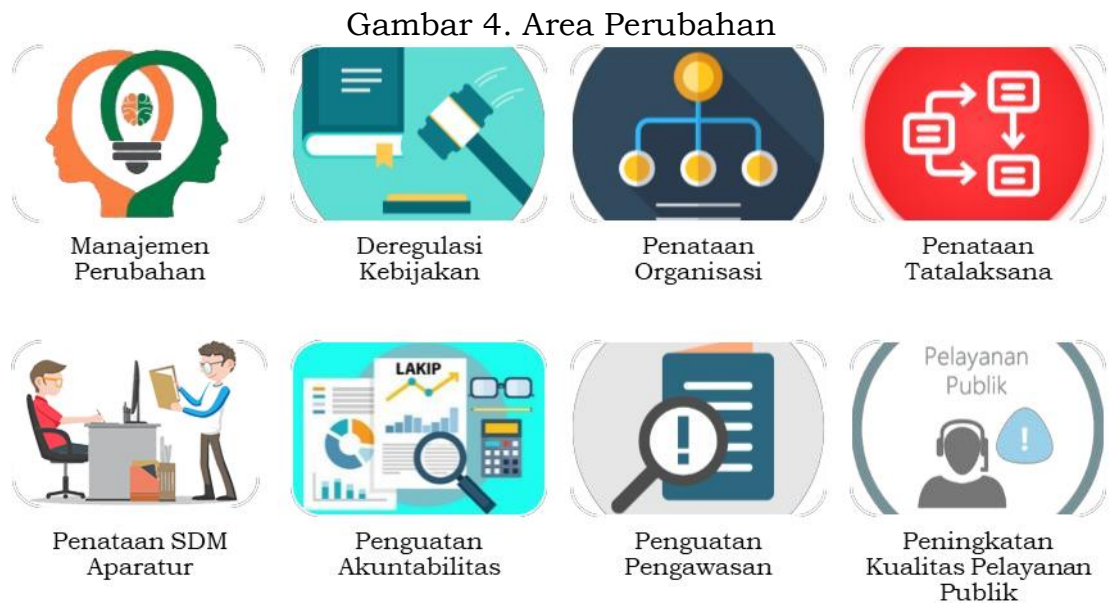 Gambar 4. Area Perubahan
Manajemen
Perubahan
Deregulasi
Kebijakan
Penataan
Organisasi
Penataan
Tatalaksana
LAKIP
Pelayanan
Publik
Penataan SDM
Aparatur
Penguatan
Akuntabilitas
Penguatan
Pengawasan
Peningkatan
Kualitas Pelayanan
Publik